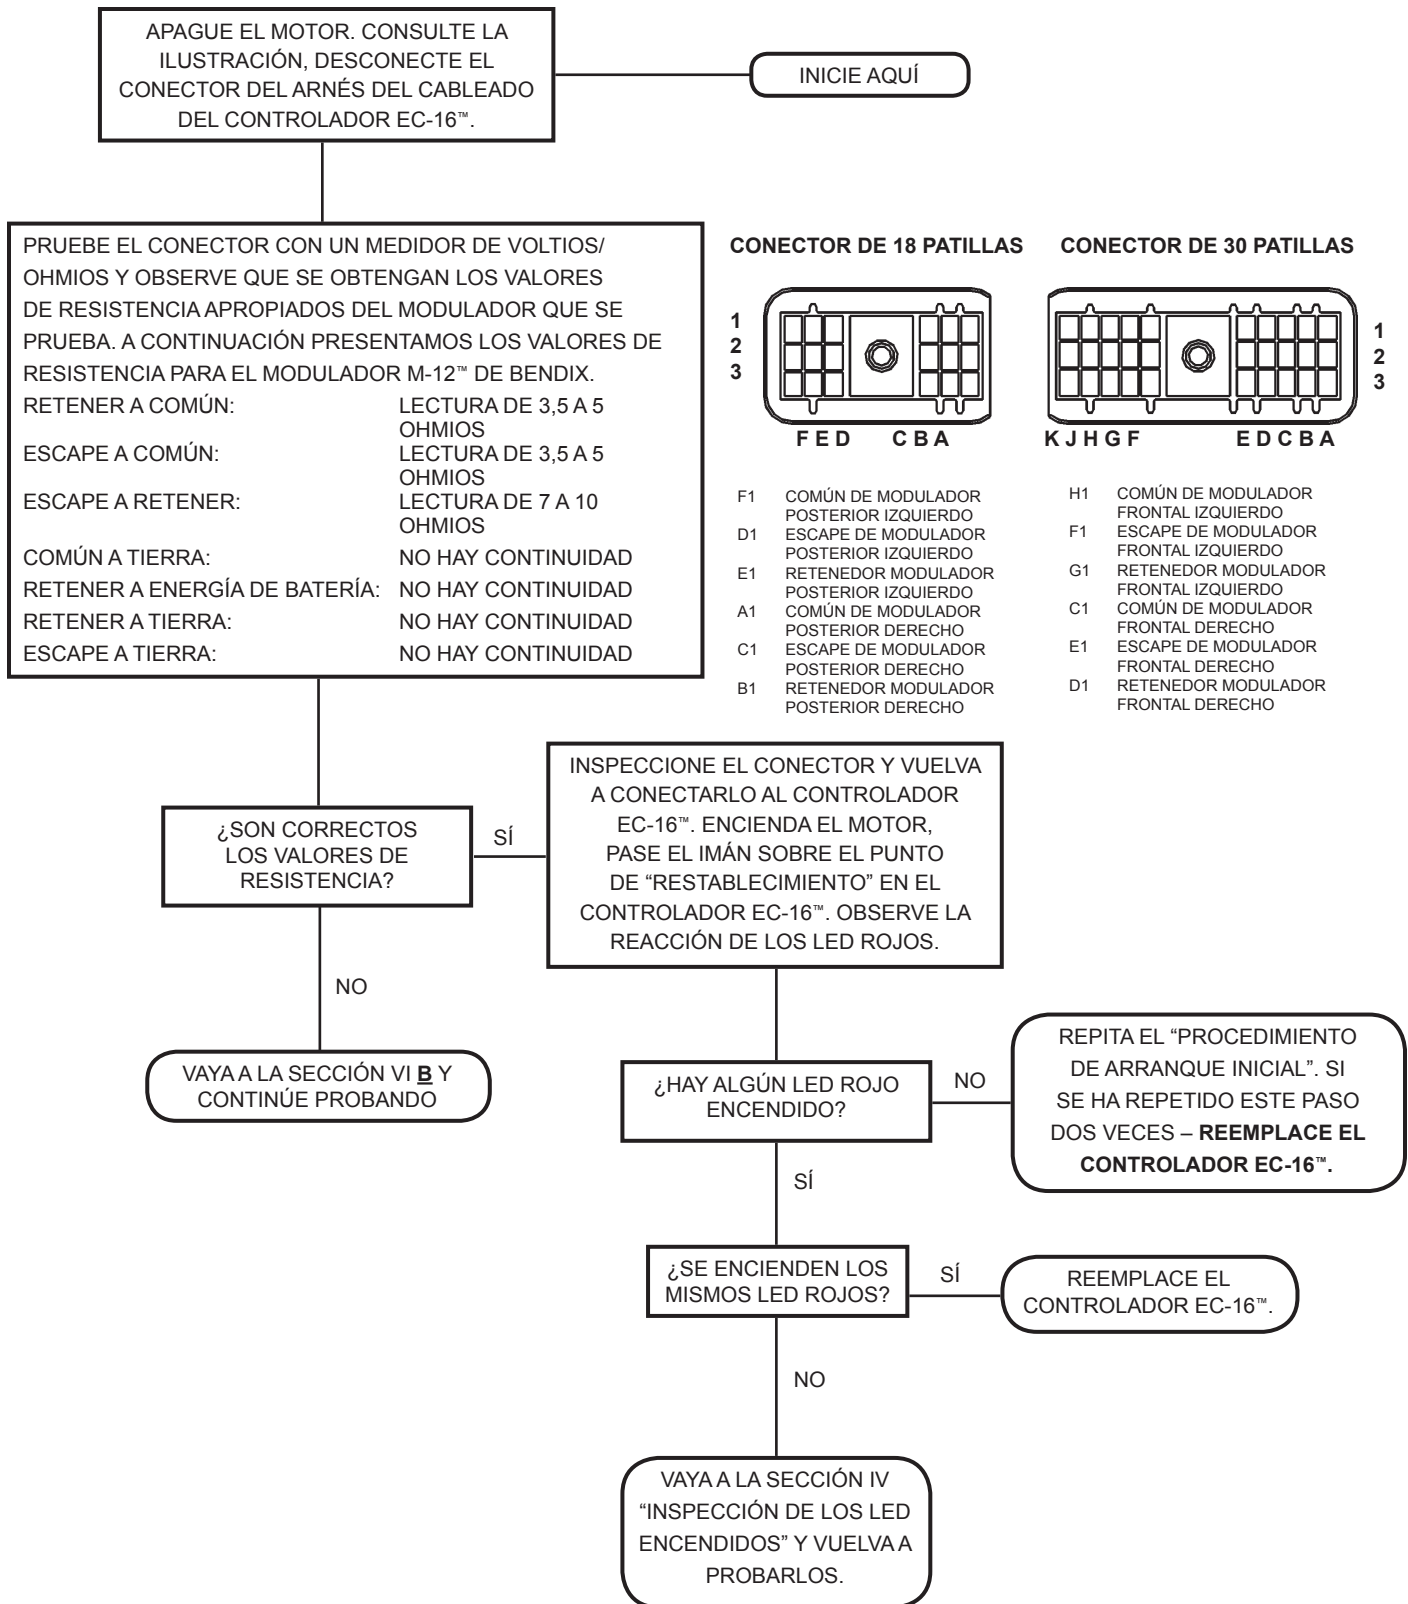 APAGUE EL MOTOR. CONSULTE LA
ILUSTRACIÓN, DESCONECTE EL
CONECTOR DEL ARNÉS DEL CABLEADO
DEL CONTROLADOR EC-16™.
INICIE AQUÍ
PRUEBE EL CONECTOR CON UN MEDIDOR DE VOLTIOS/
OHMIOS Y OBSERVE QUE SE OBTENGAN LOS VALORES
DE RESISTENCIA APROPIADOS DEL MODULADOR QUE SE
PRUEBA. A CONTINUACIÓN PRESENTAMOS LOS VALORES DE
RESISTENCIA PARA EL MODULADOR M-12™ DE BENDIX.
RETENER A COMÚN: LECTURA DE 3,5 A 5
OHMIOS
ESCAPE A COMÚN: LECTURA DE 3,5 A 5
OHMIOS
ESCAPE A RETENER: LECTURA DE 7 A 10
OHMIOS
COMÚN A TIERRA: NO HAY CONTINUIDAD
RETENER A ENERGÍA DE BATERÍA: NO HAY CONTINUIDAD
RETENER A TIERRA: NO HAY CONTINUIDAD
ESCAPE A TIERRA: NO HAY CONTINUIDAD
CONECTOR DE 18 PATILLAS
1
2
3
F E D C B A
F1 COMÚN DE MODULADOR
POSTERIOR IZQUIERDO
D1 ESCAPE DE MODULADOR
POSTERIOR IZQUIERDO
E1 RETENEDOR MODULADOR
POSTERIOR IZQUIERDO
A1 COMÚN DE MODULADOR
POSTERIOR DERECHO
C1 ESCAPE DE MODULADOR
POSTERIOR DERECHO
B1 RETENEDOR MODULADOR
POSTERIOR DERECHO
CONECTOR DE 30 PATILLAS
1
2
3
K J H G F E D C B A
H1 COMÚN DE MODULADOR
FRONTAL IZQUIERDO
F1 ESCAPE DE MODULADOR
FRONTAL IZQUIERDO
G1 RETENEDOR MODULADOR
FRONTAL IZQUIERDO
C1 COMÚN DE MODULADOR
FRONTAL DERECHO
E1 ESCAPE DE MODULADOR
FRONTAL DERECHO
D1 RETENEDOR MODULADOR
FRONTAL DERECHO
¿SON CORRECTOS
LOS VALORES DE
RESISTENCIA?
SÍ
INSPECCIONE EL CONECTOR Y VUELVA
A CONECTARLO AL CONTROLADOR
EC-16™. ENCIENDA EL MOTOR,
PASE EL IMÁN SOBRE EL PUNTO
DE “RESTABLECIMIENTO” EN EL
CONTROLADOR EC-16™. OBSERVE LA
REACCIÓN DE LOS LED ROJOS.
NO
VAYA A LA SECCIÓN VI B Y
CONTINÚE PROBANDO
¿HAY ALGÚN LED ROJO
ENCENDIDO?
NO
REPITA EL “PROCEDIMIENTO
DE ARRANQUE INICIAL”. SI
SE HA REPETIDO ESTE PASO
DOS VECES – REEMPLACE EL
CONTROLADOR EC-16™.
SÍ
¿SE ENCIENDEN LOS
MISMOS LED ROJOS?
SÍ
REEMPLACE EL
CONTROLADOR EC-16™.
NO
VAYA A LA SECCIÓN IV
“INSPECCIÓN DE LOS LED
ENCENDIDOS” Y VUELVA A
PROBARLOS.